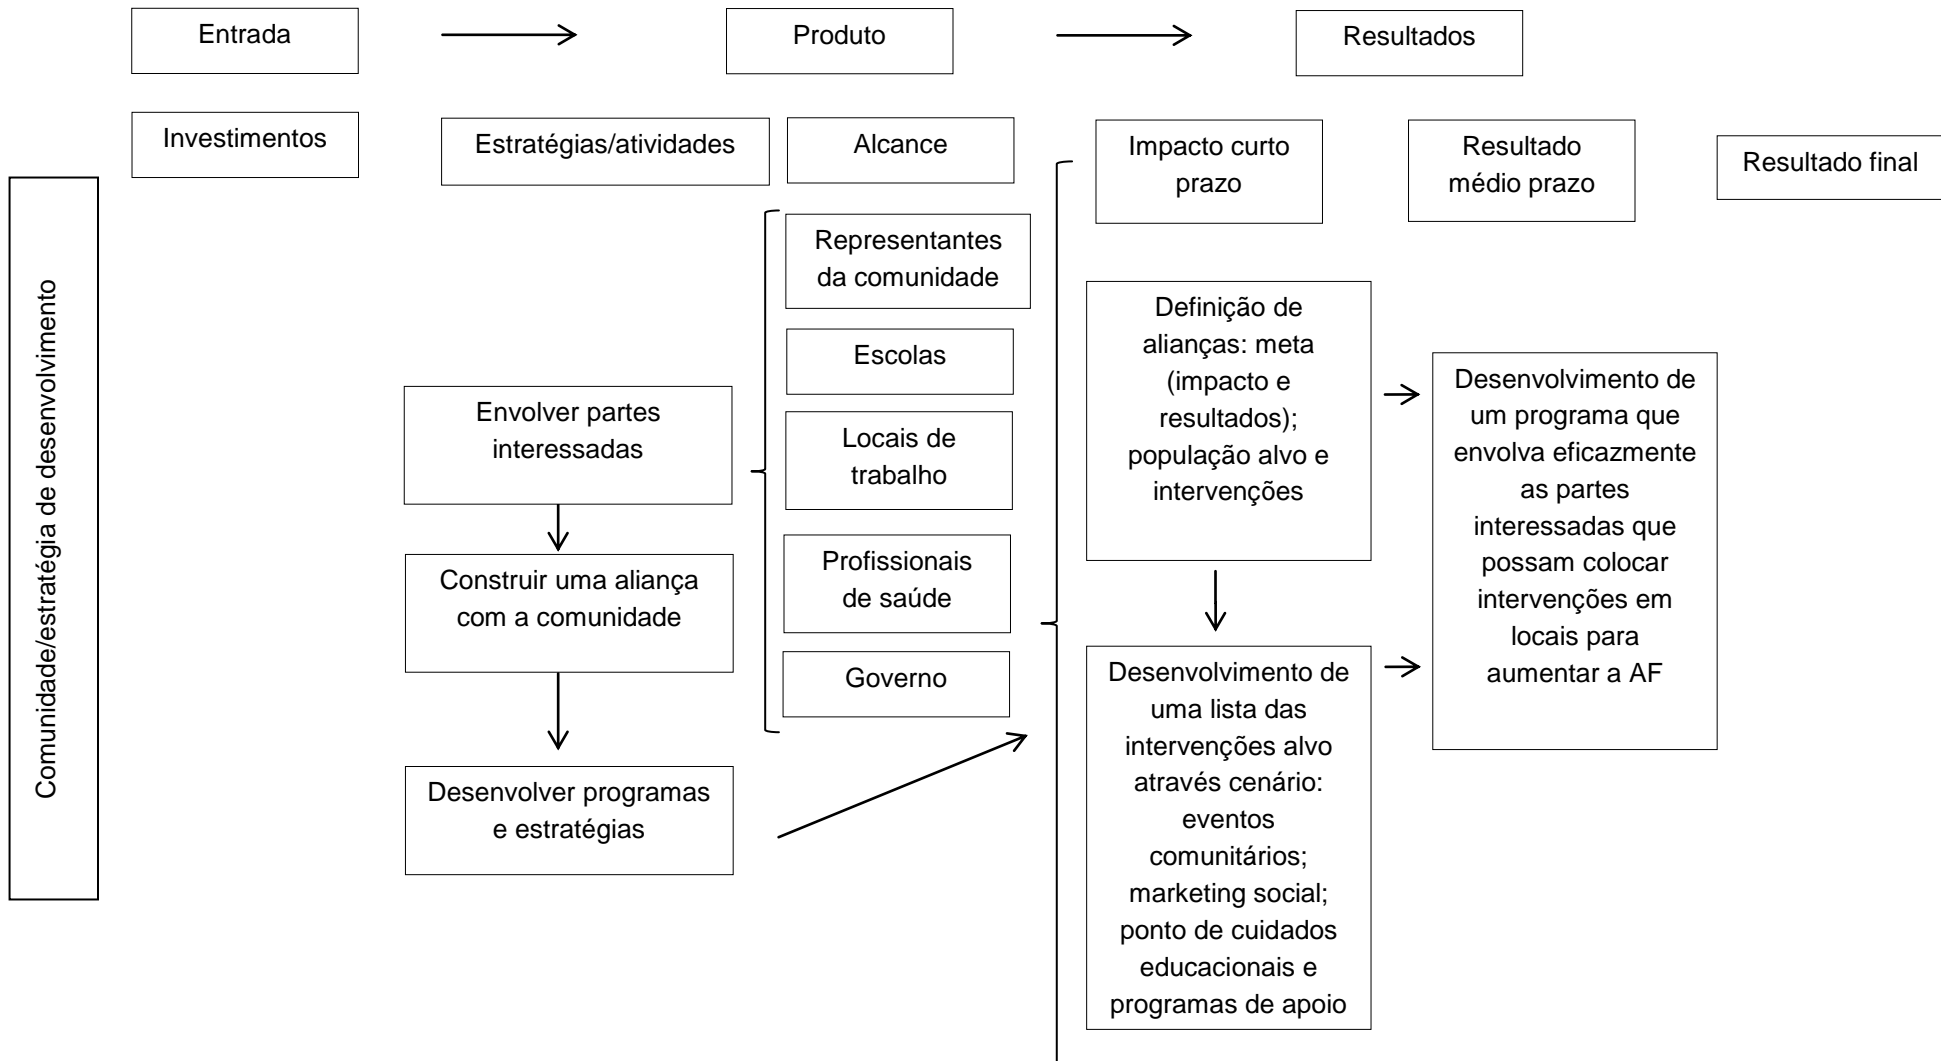 Entrada
Produto
Resultados
Investimentos
Estratégias/atividades
Alcance
Impacto curto
prazo
Resultado
médio prazo
Resultado final
Comunidade/estratégia de desenvolvimento
Envolver partes
interessadas
Construir uma aliança
com a comunidade
Desenvolver programas
e estratégias
Representantes
da comunidade
Escolas
Locais de
trabalho
Profissionais
de saúde
Governo
Definição de
alianças: meta
(impacto e
resultados);
população alvo e
intervenções
Desenvolvimento de
uma lista das
intervenções alvo
através cenário:
eventos
comunitários;
marketing social;
ponto de cuidados
educacionais e
programas de apoio
Desenvolvimento de
um programa que
envolva eficazmente
as partes
interessadas que
possam colocar
intervenções em
locais para
aumentar a AF